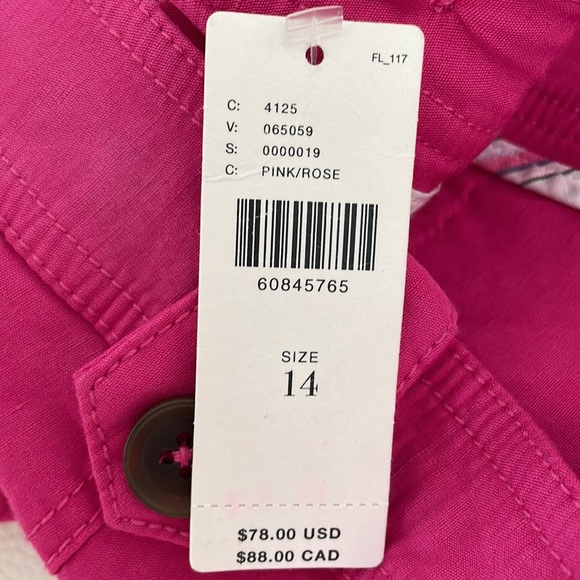 FL_117
C: 4125
V: 065059
S: 0000019
C: PINK/ROSE
60845765
SIZE
14
$78.00 USD
$88.00 CAD